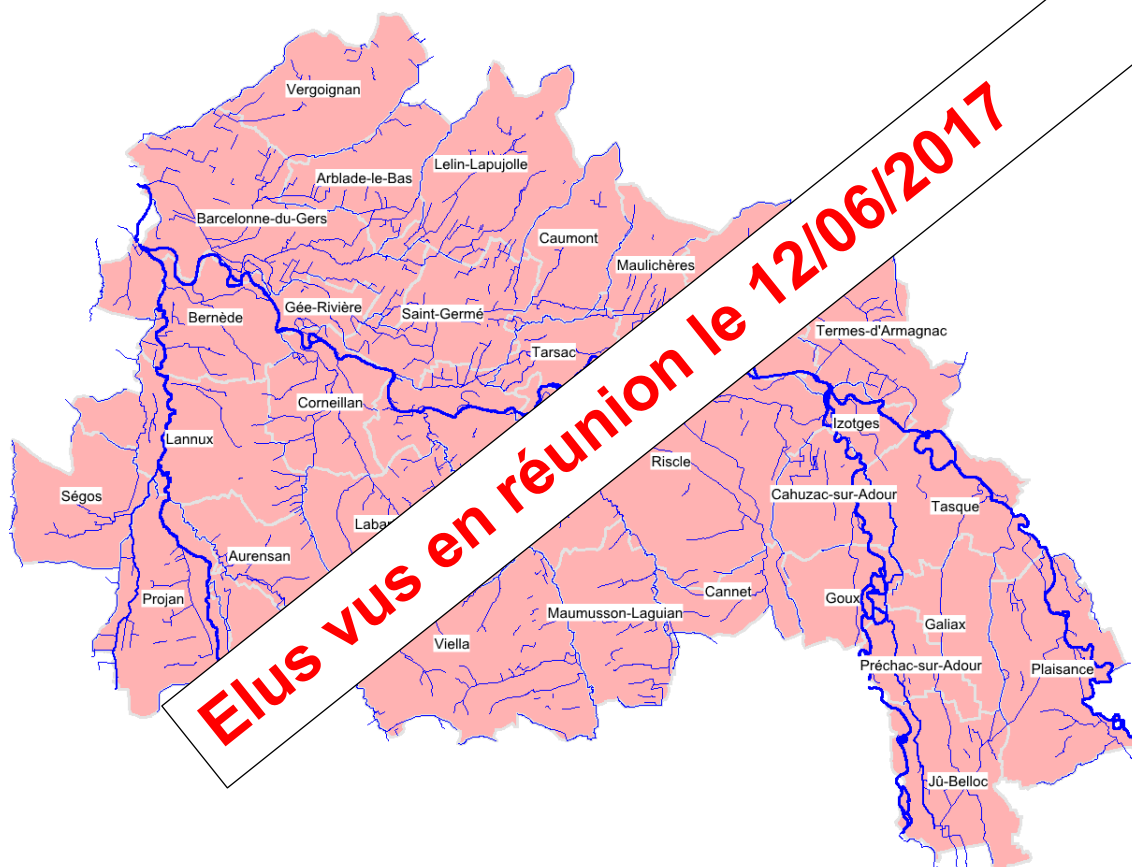 Vergoignan
Lelin-Lapujolle
Arblade-le-Bas
Barcelonne-du-Gers
Caumont
Maulichères
Gée-Rivière
Bernède
Saint-Germé
Termes-d'Armagnac
Tarsac
Corneillan
Izotges
Lannux
Riscle
Ségos
Cahuzac-sur-Adour
Tasque
Elus vus en réunion le 12/06/2017
Aurensan
Cannet
Projan
Goux
Maumusson-Laguian
Galiax
Viella
Préchac-sur-Adour
Plaisance
Jû-Belloc